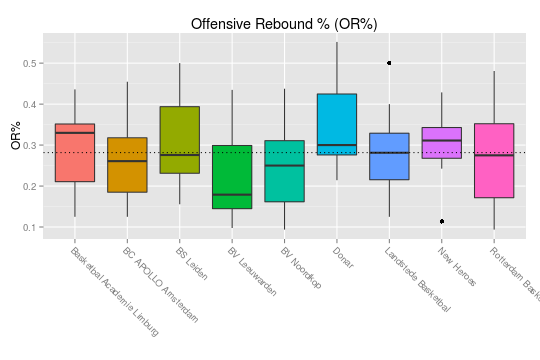 Offensive Rebound % (OR%)
OR%
0.5
0.4
0.3
0.2
0.1
Basketbal Academie Limburg
BC APOLLO Amsterdam
BS Leiden
BV Leeuwarden
BV Noordkop
Donar
Landstede Basketbal
New Heroes
Rotterdam